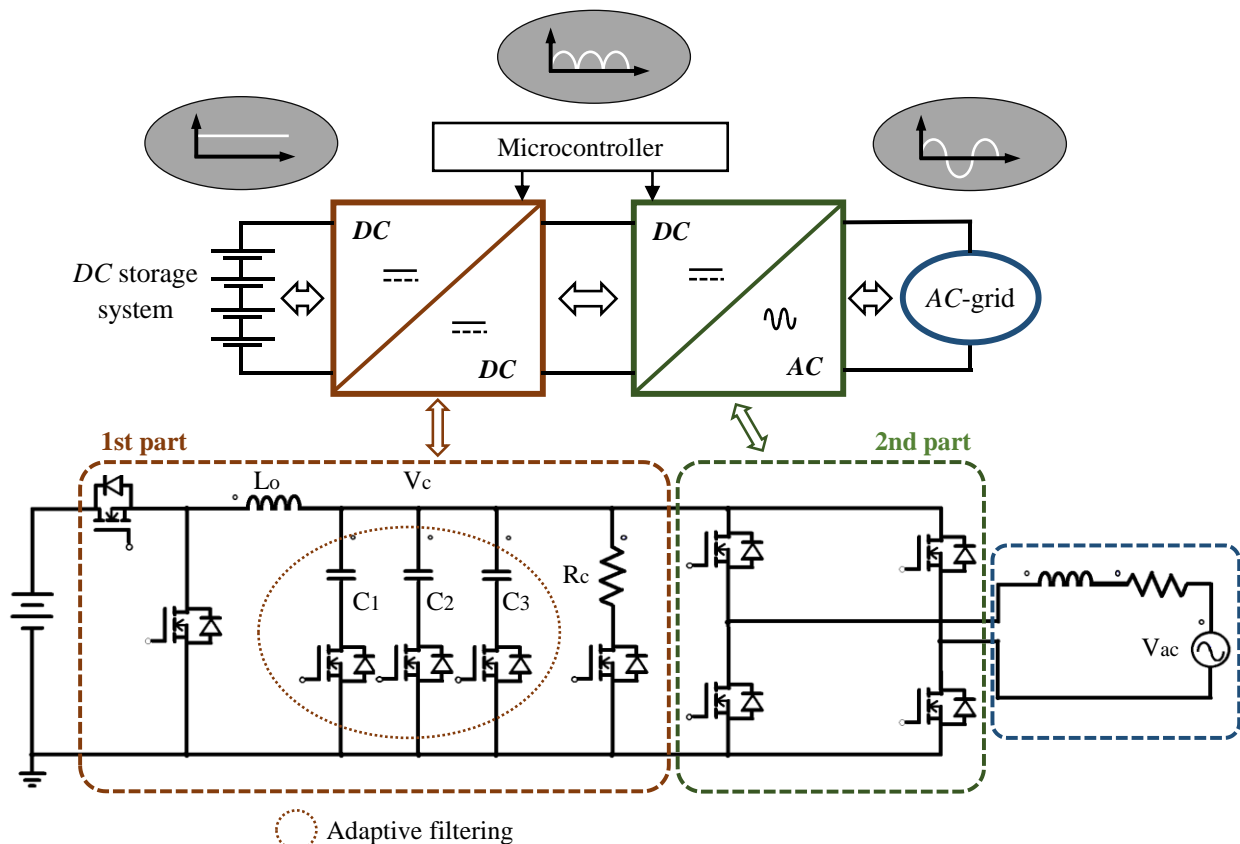 Microcontroller
DC
DC
DC
AC
DC storage
system
AC-grid
1st part
2nd part
Lo
Vc
C1
C2
C3
Rc
Vac
Adaptive filtering